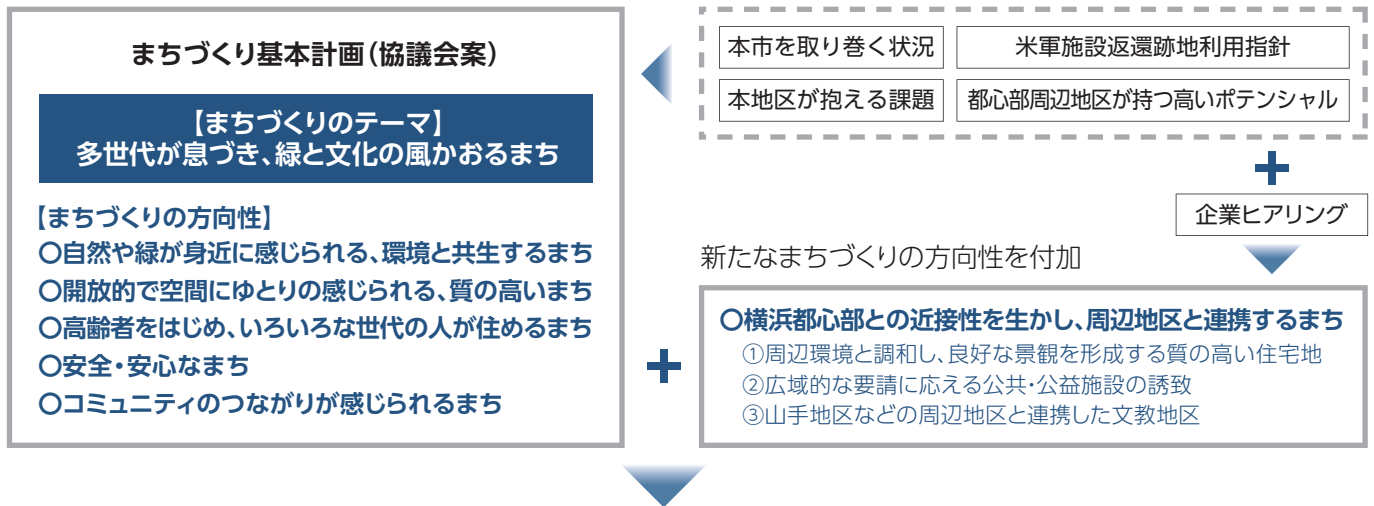 まちづくり基本計画（協議会案）
【まちづくりのテーマ】
多世代が息づき、緑と文化の風かおるまち
【まちづくりの方向性】
〇自然や緑が身近に感じられる、環境と共生するまち
〇開放的で空間にゆとりの感じられる、質の高いまち
〇高齢者をはじめ、いろいろな世代の人が住めるまち
〇安全・安心なまち
〇コミュニティのつながりが感じられるまち
本市を取り巻く状況
米軍施設返還跡地利用指針
本地区が抱える課題
都心部周辺地区が持つ高いポテンシャル
企業ヒアリング
新たなまちづくりの方向性を付加
〇横浜都心部との近接性を生かし、周辺地区と連携するまち
①周辺環境と調和し、良好な景観を形成する質の高い住宅地
②広域的な要請に応える公共・公益施設の誘致
③山手地区などの周辺地区と連携した文教地区